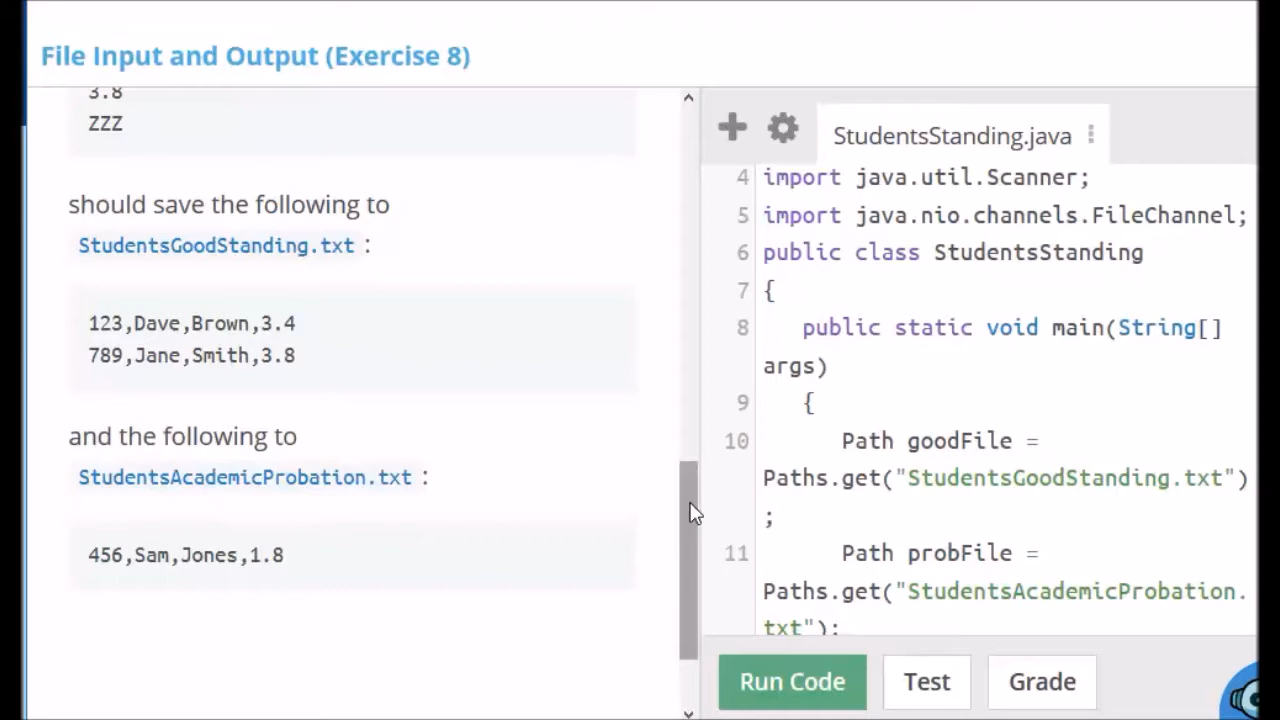 File Input and Output (Exercise 8)
3.8
ZZZ
should save the following to
StudentsGoodStanding.txt :
123,Dave,Brown,3.4
789,Jane,Smith,3.8
and the following to
StudentsAcademicProbation.txt :
456,Sam,Jones,1.8
StudentsStanding.java
4 import java.util.Scanner;
5 import java.nio.channels.FileChannel;
6 public class StudentsStanding
7 {
8 public static void main(String[]
args)
9 {
10 Path goodFile =
Paths.get("StudentsGoodStanding.txt")
;
11 Path probFile =
Paths.get("StudentsAcademicProbation.
txt");
Run Code
Test
Grade